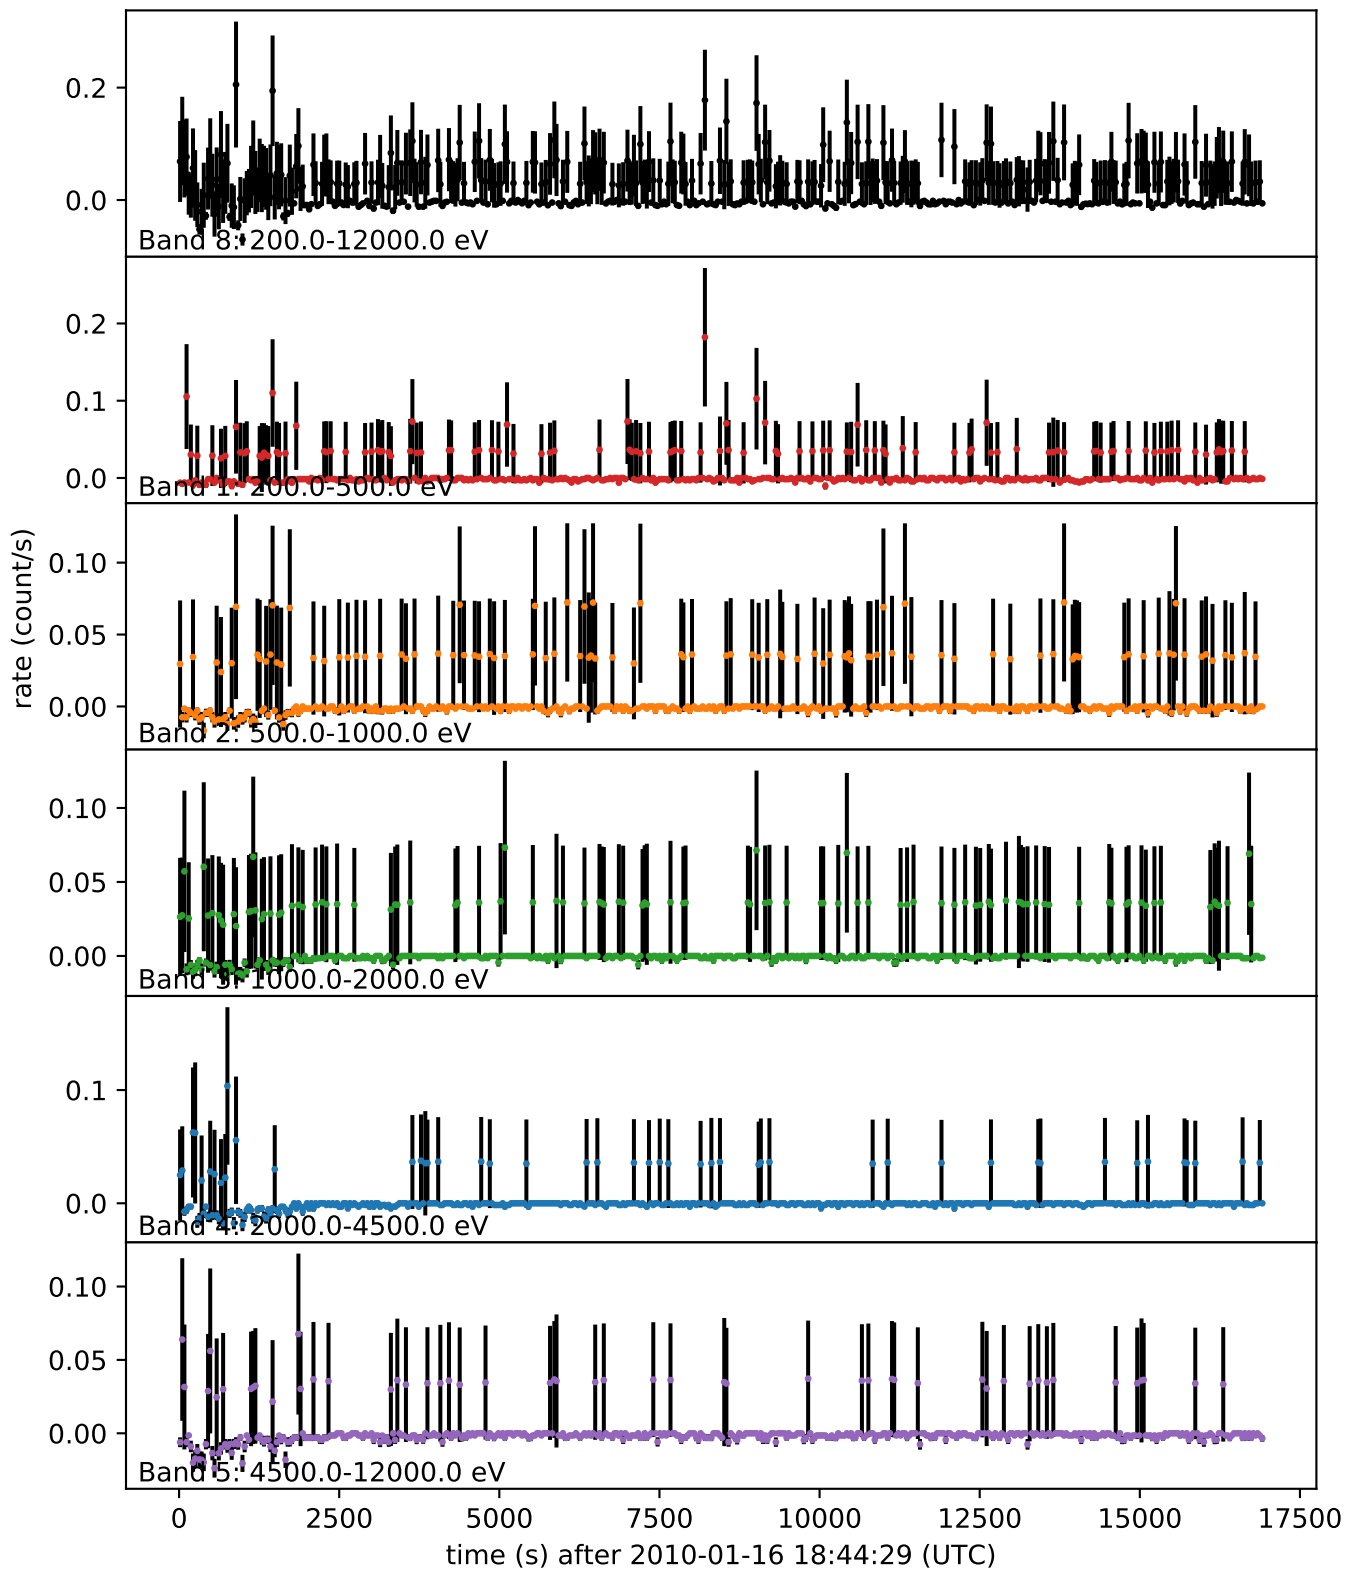 0.2
0.0
Band 8: 200.0-12000.0 eV
0.2
0.1
0.0
Band 1: 200.0-500.0 eV
rate (count/s)
0.10
0.05
0.00
Band 2: 500.0-1000.0 eV
0.10
0.05
0.00
Band 3: 1000.0-2000.0 eV
0.1
0.0
Band 4: 2000.0-4500.0 eV
0.10
0.05
0.00
Band 5: 4500.0-12000.0 eV
0 2500 5000 7500 10000 12500 15000 17500
time (s) after 2010-01-16 18:44:29 (UTC)